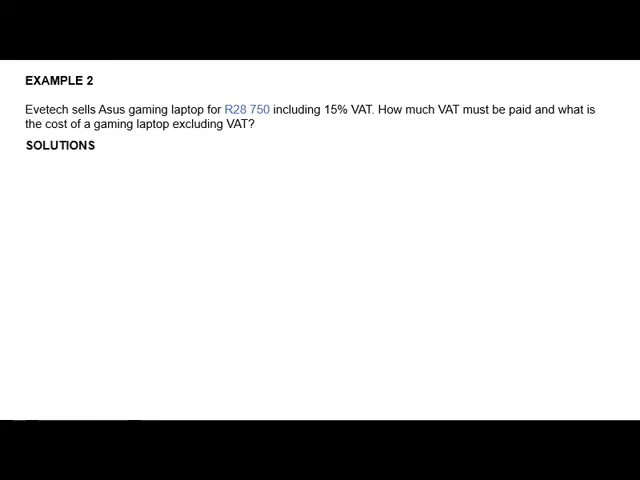 EXAMPLE 2
Evetech sells Asus gaming laptop for R28 750 including 15% VAT. How much VAT must be paid and what is
the cost of a gaming laptop excluding VAT?
SOLUTIONS